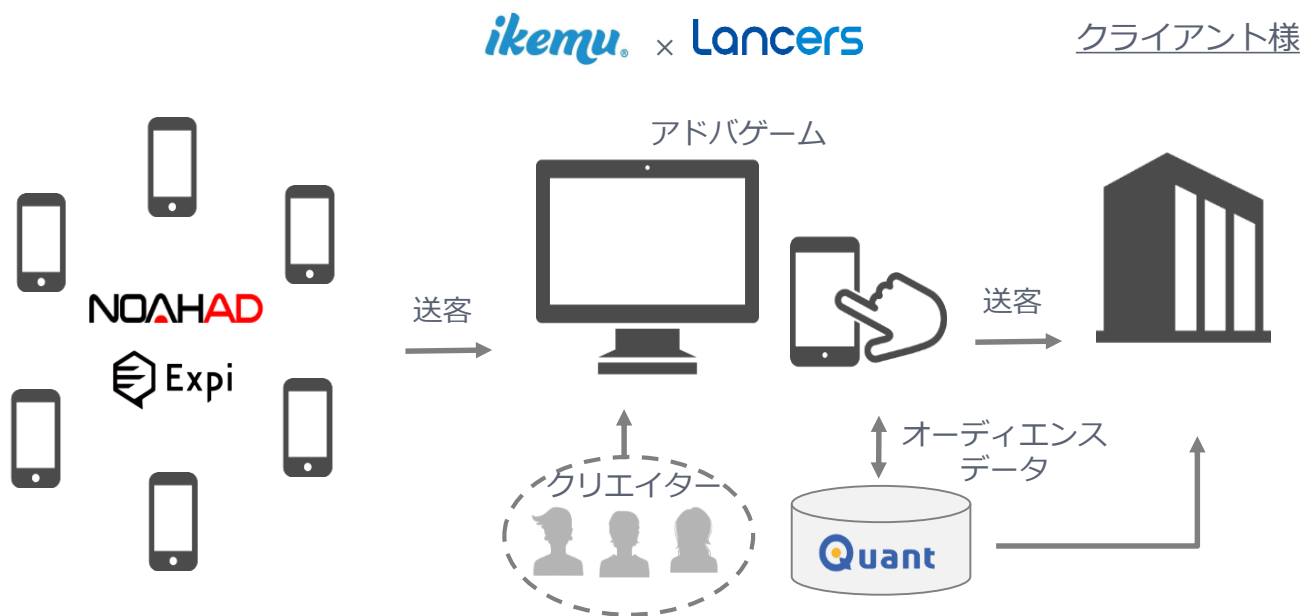 ikemu® × Lancers
クライアント様
アドバゲーム
NOAHAD
Expi
送客
送客
オーディエンス
データ
クリエイター
Quant